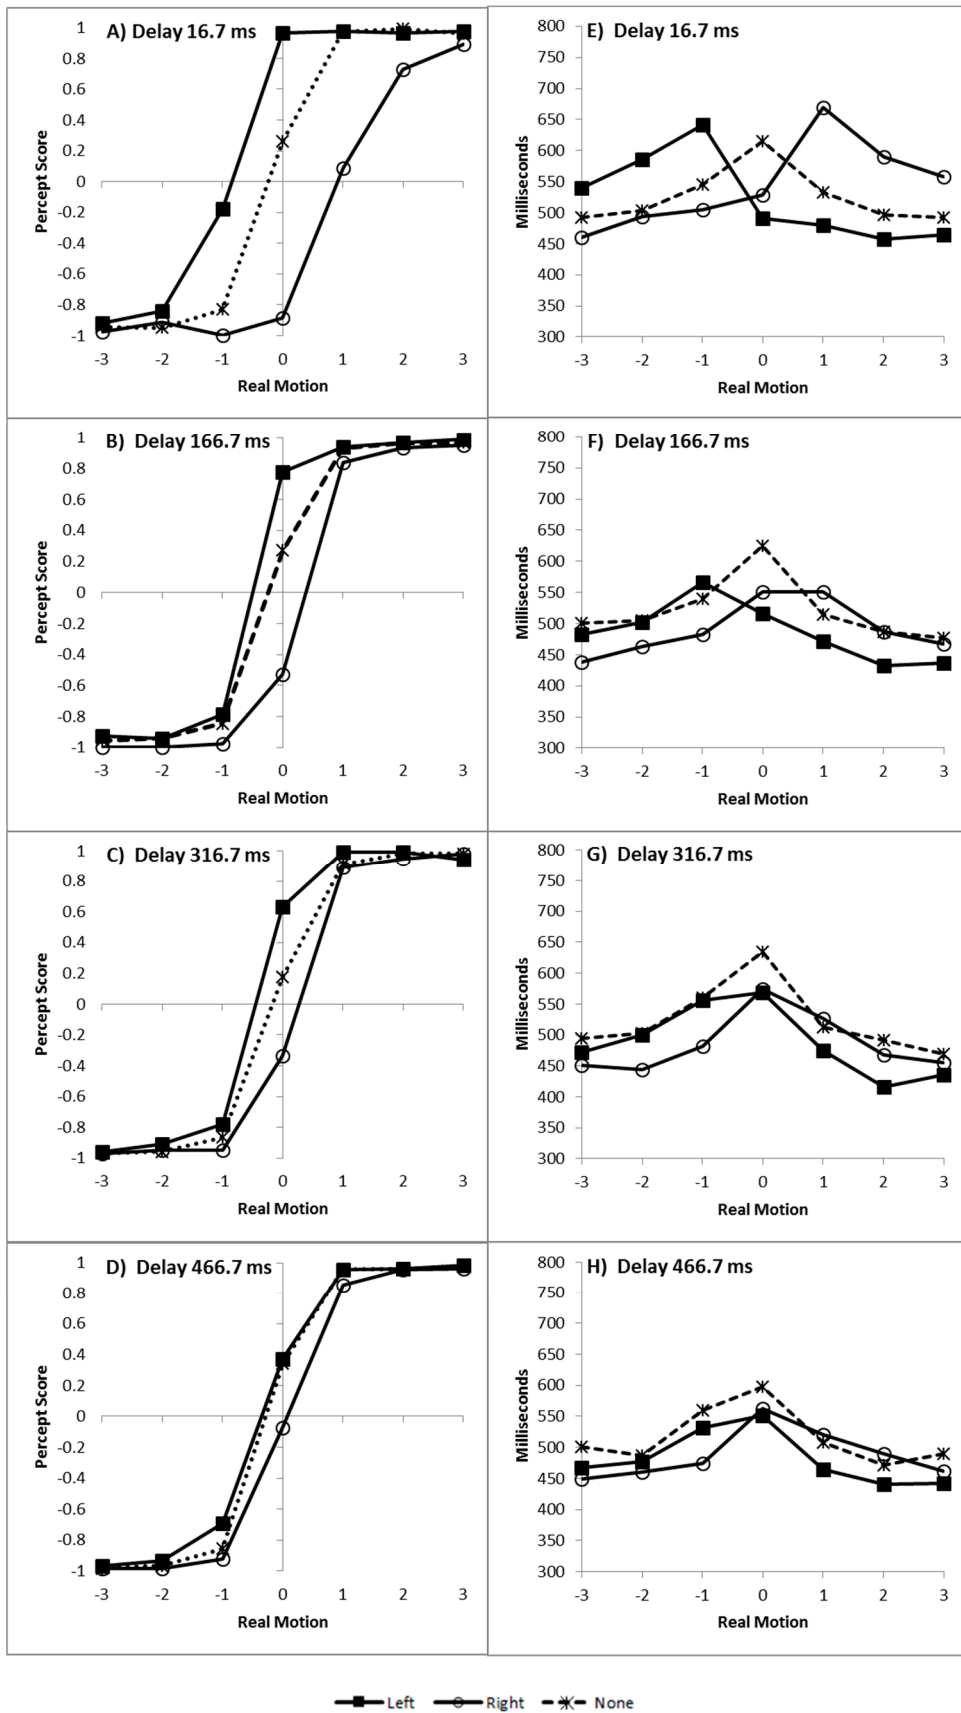 A) Delay 16.7 ms
1
0.8
0.6
0.4
0.2
0
-0.2
-0.4
-0.6
-0.8
-1
Percept Score
-3 -2 -1 0 1 2 3
Real Motion
E) Delay 16.7 ms
800
750
700
650
600
550
500
450
400
350
300
Milliseconds
-3 -2 -1 0 1 2 3
Real Motion
B) Delay 166.7 ms
1
0.8
0.6
0.4
0.2
0
-0.2
-0.4
-0.6
-0.8
-1
Percept Score
-3 -2 -1 0 1 2 3
Real Motion
F) Delay 166.7 ms
800
750
700
650
600
550
500
450
400
350
300
Milliseconds
-3 -2 -1 0 1 2 3
Real Motion
C) Delay 316.7 ms
1
0.8
0.6
0.4
0.2
0
-0.2
-0.4
-0.6
-0.8
-1
Percept Score
-3 -2 -1 0 1 2 3
Real Motion
G) Delay 316.7 ms
800
750
700
650
600
550
500
450
400
350
300
Milliseconds
-3 -2 -1 0 1 2 3
Real Motion
D) Delay 466.7 ms
1
0.8
0.6
0.4
0.2
0
-0.2
-0.4
-0.6
-0.8
-1
Percept Score
-3 -2 -1 0 1 2 3
Real Motion
H) Delay 466.7 ms
800
750
700
650
600
550
500
450
400
350
300
Milliseconds
-3 -2 -1 0 1 2 3
Real Motion
Left Right None